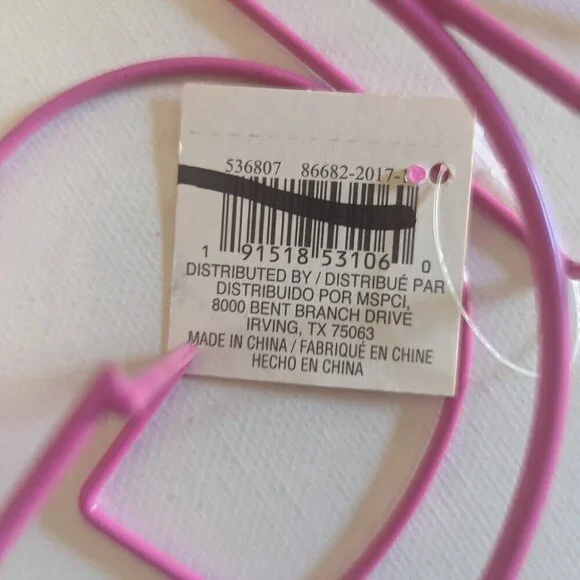 536807 86682-2017-1
1 91518 53106 0
DISTRIBUTED BY / DISTRIBUÉ PAR
DISTRIBUIDO POR MSPCI,
8000 BENT BRANCH DRIVE
IRVING, TX 75063
MADE IN CHINA / FABRIQUÉ EN CHINE
HECHO EN CHINA